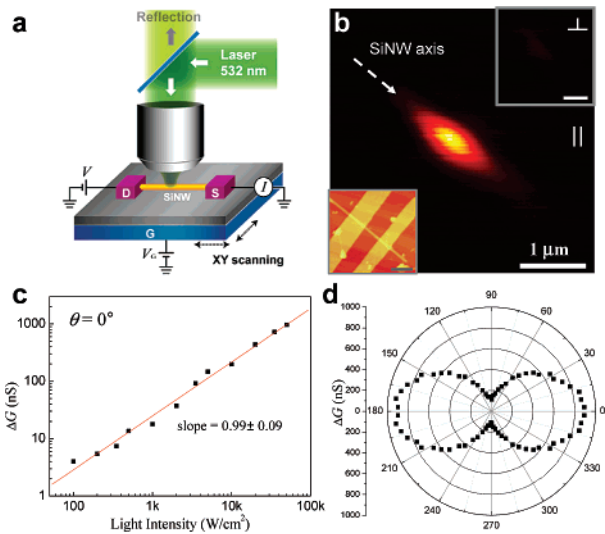 a
Reflection
Laser
532 nm
V
D
SiNW
S
I
G
V_G
XY scanning
b
SiNW axis
⊥
||
1 μm
c
θ = 0°
1000
100
10
1
ΔG (nS)
slope = 0.99± 0.09
100
1k
10k
100k
Light Intensity (W/cm²)
d
1000
800
600
400
200
0
200
400
600
800
1000
ΔG (nS)
90
60
30
0
330
300
270
240
210
180
150
120